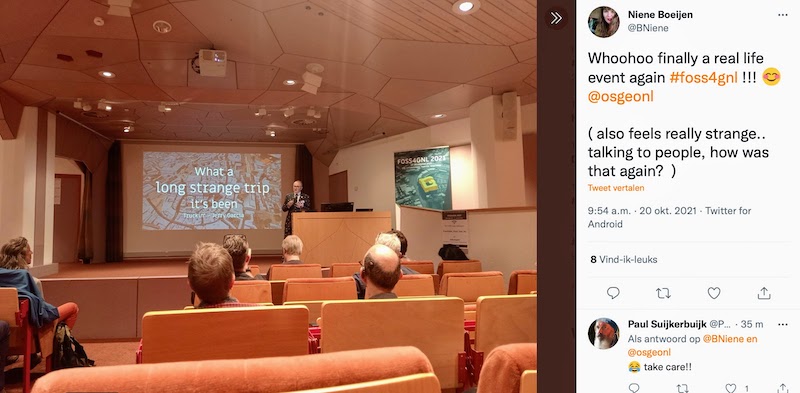 What a
long strange trip
it's been
FOSS4GNL 2021
Niene Boeijen
@BNiene
Whoohoo finally a real life
event again #foss4gnl !!! 😊
@osgeonl
( also feels really strange..
talking to people, how was
that again? )
Tweet vertalen
9:54 a.m. · 20 okt. 2021 · Twitter for
Android
8 Vind-ik-leuks
Paul Suijkerbuijk @P... · 35 m
Als antwoord op @BNiene en
@osgeonl
😂 take care!!
1